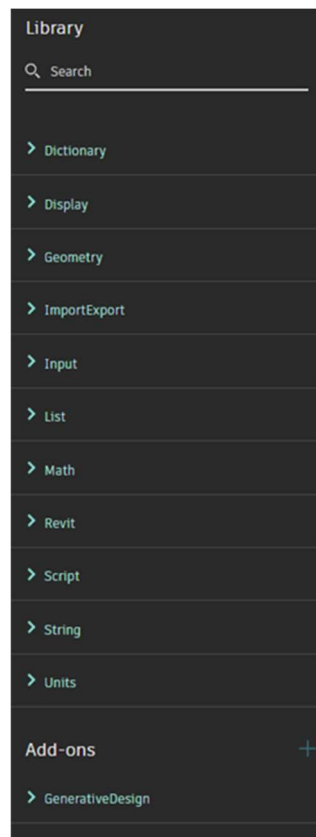 Library
Search
Dictionary
Display
Geometry
ImportExport
Input
List
Math
Revit
Script
String
Units
Add-ons
GenerativeDesign